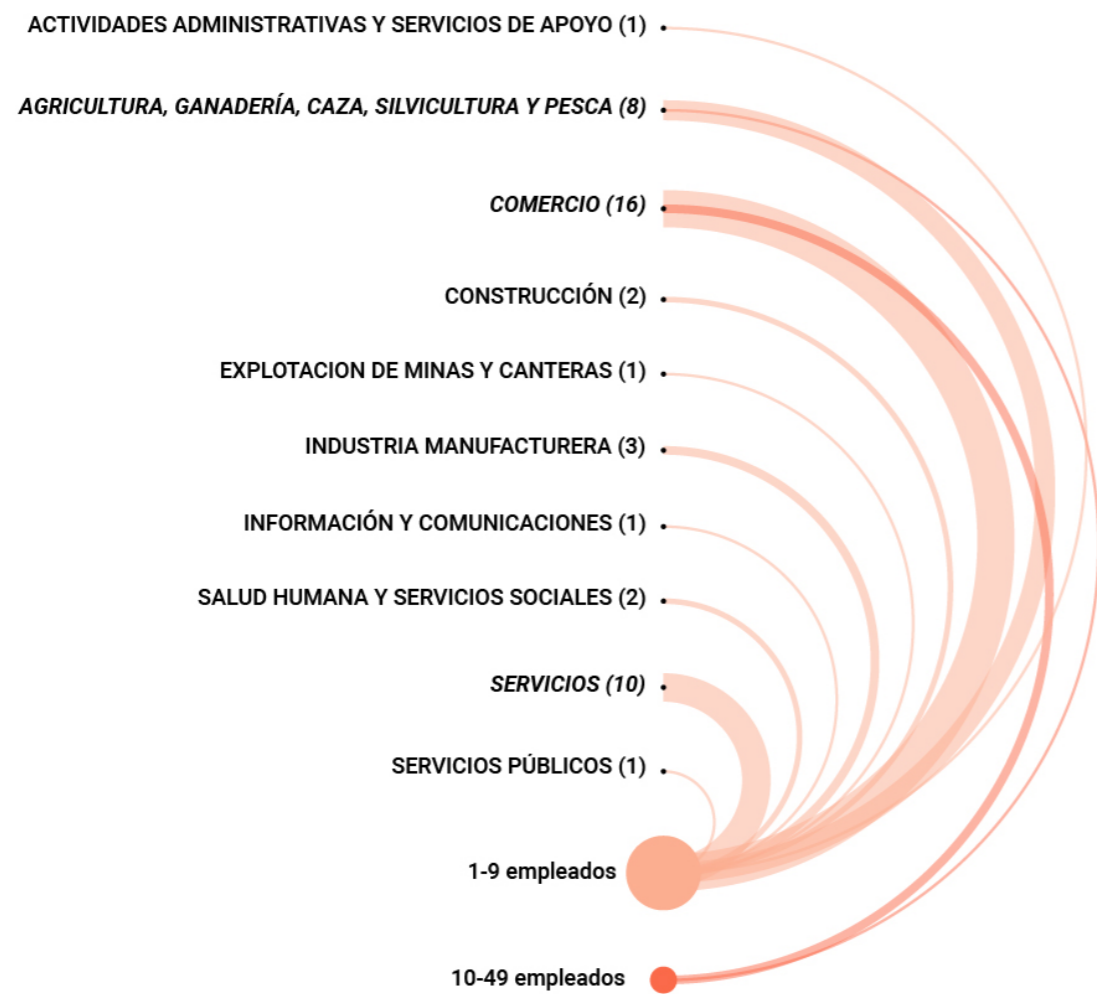 ACTIVIDADES ADMINISTRATIVAS Y SERVICIOS DE APOYO (1)
AGRICULTURA, GANADERÍA, CAZA, SILVICULTURA Y PESCA (8)
COMERCIO (16)
CONSTRUCCIÓN (2)
EXPLOTACION DE MINAS Y CANTERAS (1)
INDUSTRIA MANUFACTURERA (3)
INFORMACIÓN Y COMUNICACIONES (1)
SALUD HUMANA Y SERVICIOS SOCIALES (2)
SERVICIOS (10)
SERVICIOS PÚBLICOS (1)
1-9 empleados
10-49 empleados